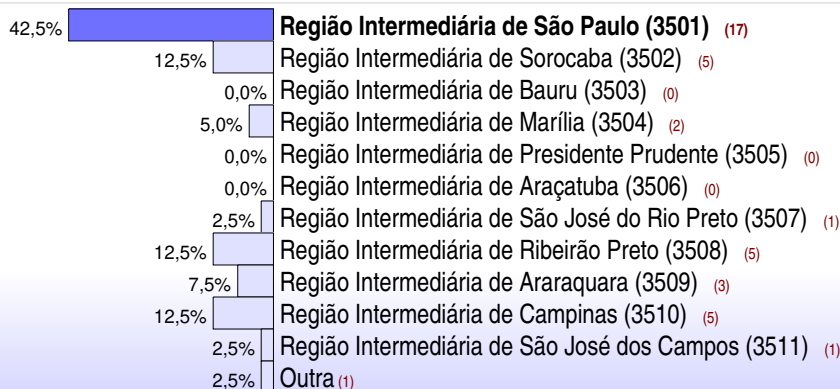 42,5% Região Intermediária de São Paulo (3501) (17)
12,5% Região Intermediária de Sorocaba (3502) (5)
0,0% Região Intermediária de Bauru (3503) (0)
5,0% Região Intermediária de Marília (3504) (2)
0,0% Região Intermediária de Presidente Prudente (3505) (0)
0,0% Região Intermediária de Araçatuba (3506) (0)
2,5% Região Intermediária de São José do Rio Preto (3507) (1)
12,5% Região Intermediária de Ribeirão Preto (3508) (5)
7,5% Região Intermediária de Araraquara (3509) (3)
12,5% Região Intermediária de Campinas (3510) (5)
2,5% Região Intermediária de São José dos Campos (3511) (1)
2,5% Outra (1)